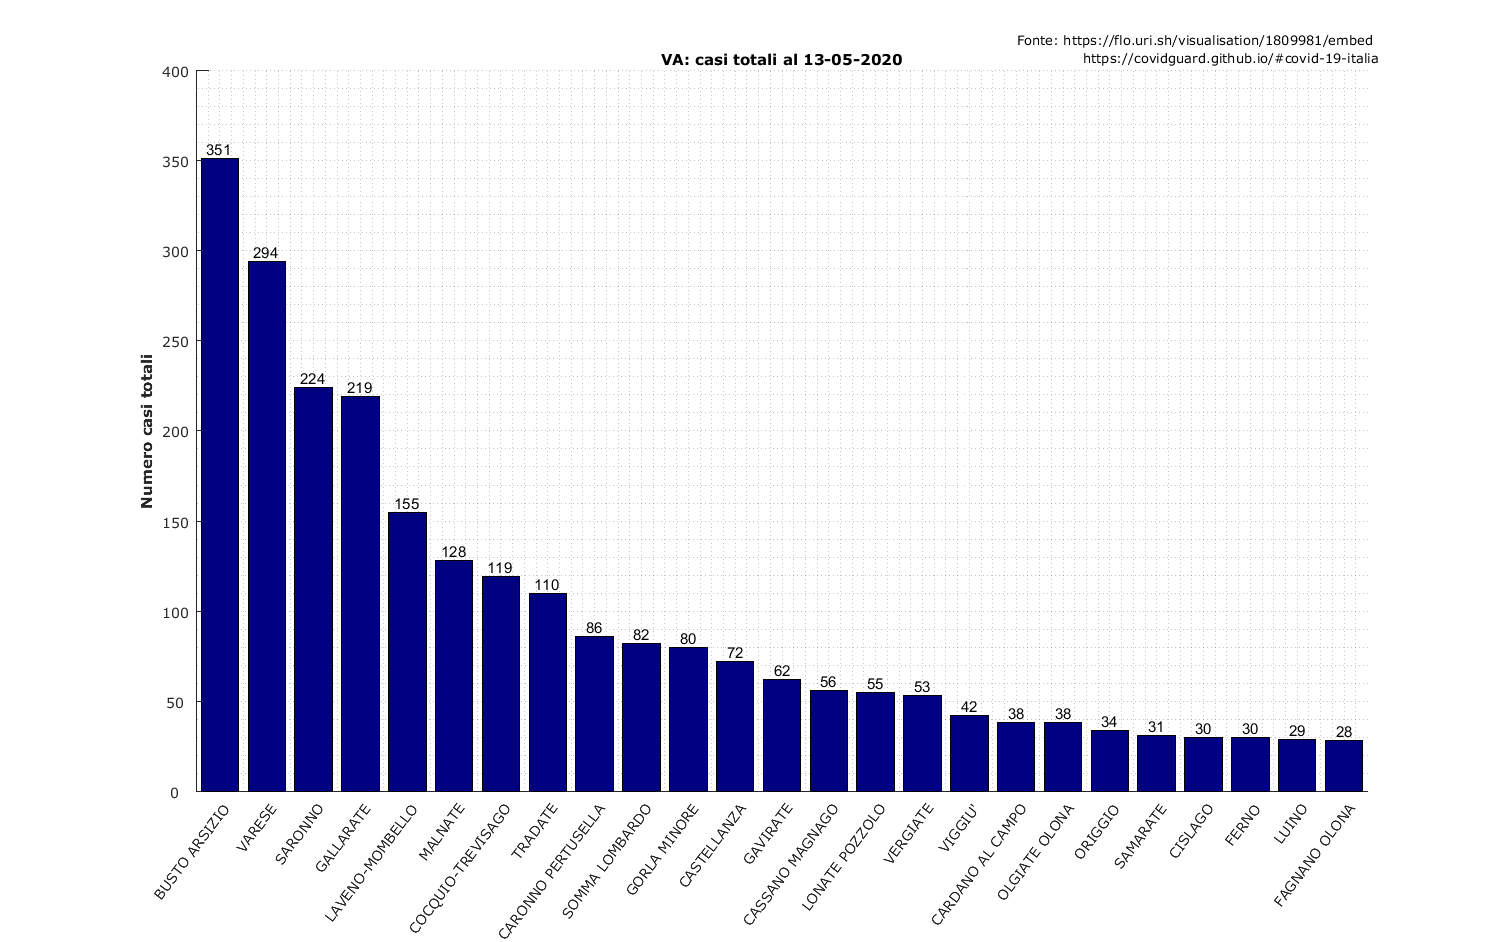 Fonte: https://flo.uri.sh/visualisation/1809981/embed
https://covidguard.github.io/#covid-19-italia
VA: casi totali al 13-05-2020
Numero casi totali
400
350
300
250
200
150
100
50
0
351
294
224
219
155
128
119
110
86
82
80
72
62
56
55
53
42
38
38
34
31
30
30
29
28
BUSTO ARSIZIO
VARESE
SARONNO
GALLARATE
LAVENO-MOMBELLO
MALNATE
COCQUIO-TREVISAGO
TRADATE
CARONNO PERTUSELLA
SOMMA LOMBARDO
GORLA MINORE
CASTELLANZA
GAVIRATE
CASSANO MAGNAGO
LONATE POZZOLO
VERGIATE
VIGGIU'
CARDANO AL CAMPO
OLGIATE OLONA
ORIGGIO
SAMARATE
CISLAGO
FERNO
LUINO
FAGNANO OLONA